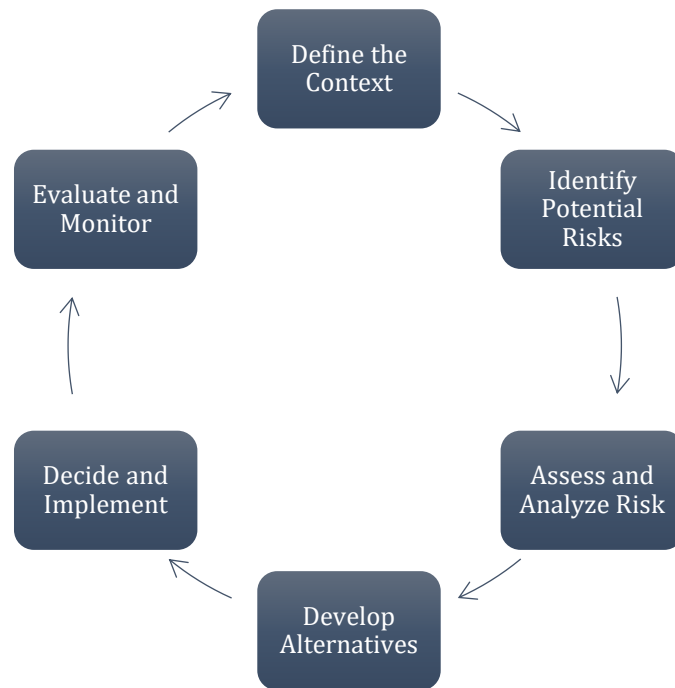 Define the
Context
Identify
Potential
Risks
Assess and
Analyze Risk
Develop
Alternatives
Decide and
Implement
Evaluate and
Monitor